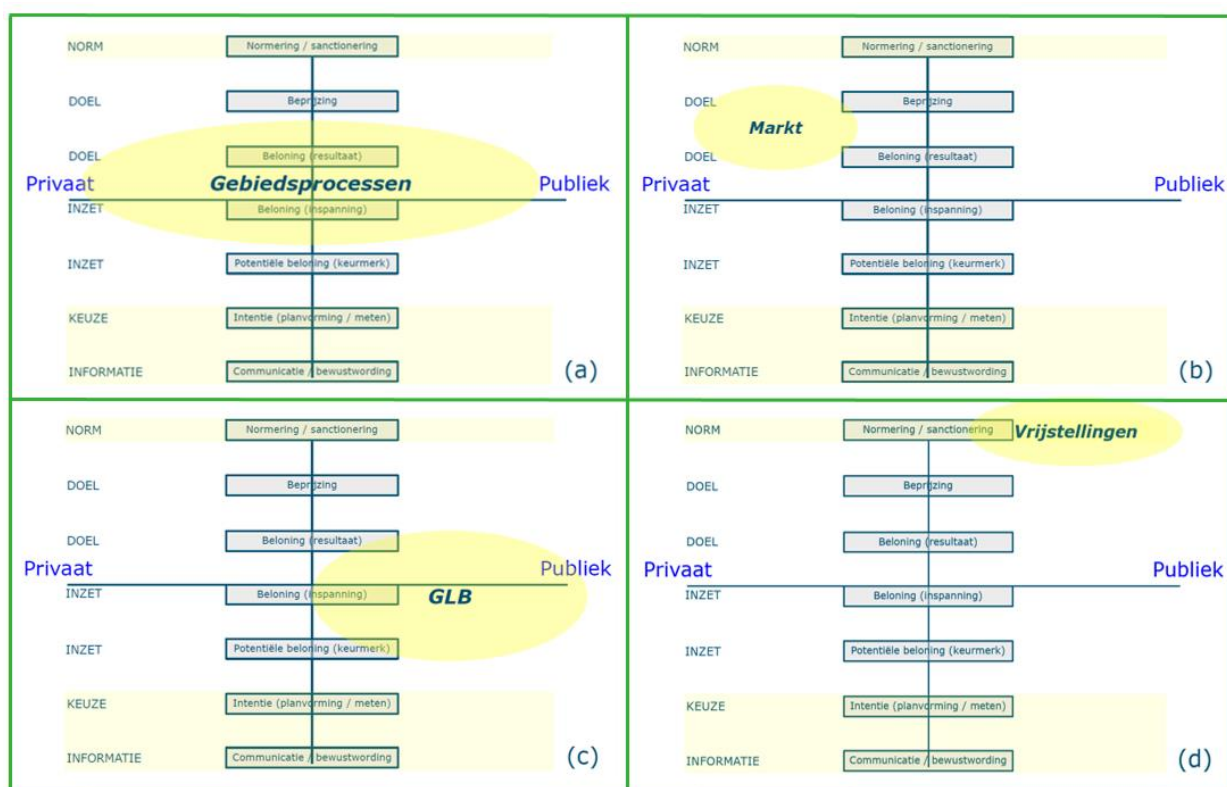 NORM Normering / sanctionering
DOEL Beprijzing
DOEL Beloning (resultaat)
Privaat Gebiedsprocessen Publiek
INZET Beloning (inspanning)
INZET Potentiële beloning (keurmerk)
KEUZE Intentie (planvorming / meten)
INFORMATIE Communicatie / bewustwording (a)
NORM Normering / sanctionering
DOEL Beprijzing
Markt
DOEL Beloning (resultaat)
Privaat Publiek
INZET Beloning (inspanning)
INZET Potentiële beloning (keurmerk)
KEUZE Intentie (planvorming / meten)
INFORMATIE Communicatie / bewustwording (b)
NORM Normering / sanctionering
DOEL Beprijzing
DOEL Beloning (resultaat)
Privaat Publiek
INZET Beloning (inspanning) GLB
INZET Potentiële beloning (keurmerk)
KEUZE Intentie (planvorming / meten)
INFORMATIE Communicatie / bewustwording (c)
NORM Normering / sanctionering Vrijstellingen
DOEL Beprijzing
DOEL Beloning (resultaat)
Privaat Publiek
INZET Beloning (inspanning)
INZET Potentiële beloning (keurmerk)
KEUZE Intentie (planvorming / meten)
INFORMATIE Communicatie / bewustwording (d)